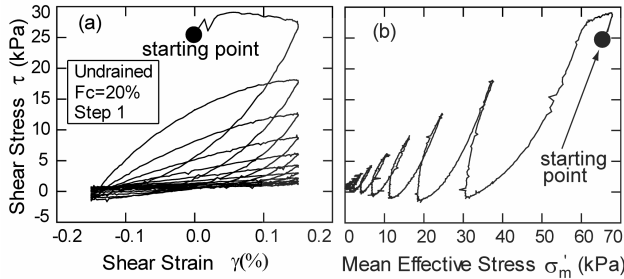 (a)
starting point
Undrained
Fc=20%
Step 1
30
25
20
15
10
5
0
-5
Shear Stress τ (kPa)
-0.2 -0.1 0.0 0.1 0.2
Shear Strain γ(%)
(b)
starting
point
0 10 20 30 40 50 60 70
Mean Effective Stress σm' (kPa)